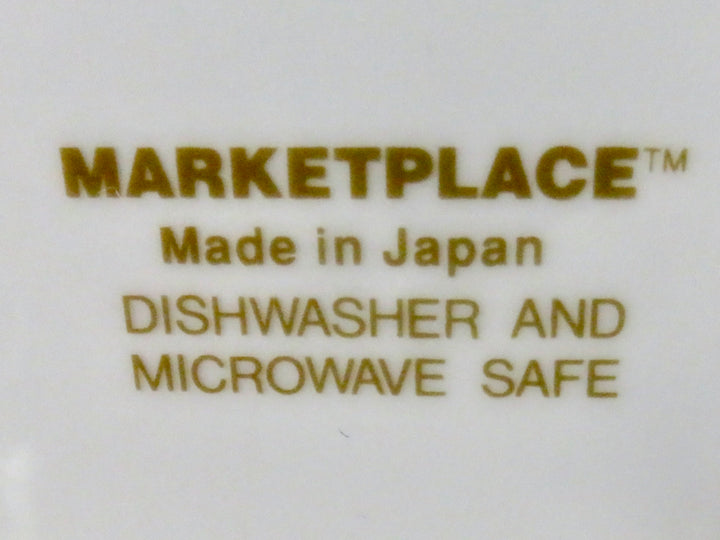 MARKETPLACE™
Made in Japan
DISHWASHER AND
MICROWAVE SAFE